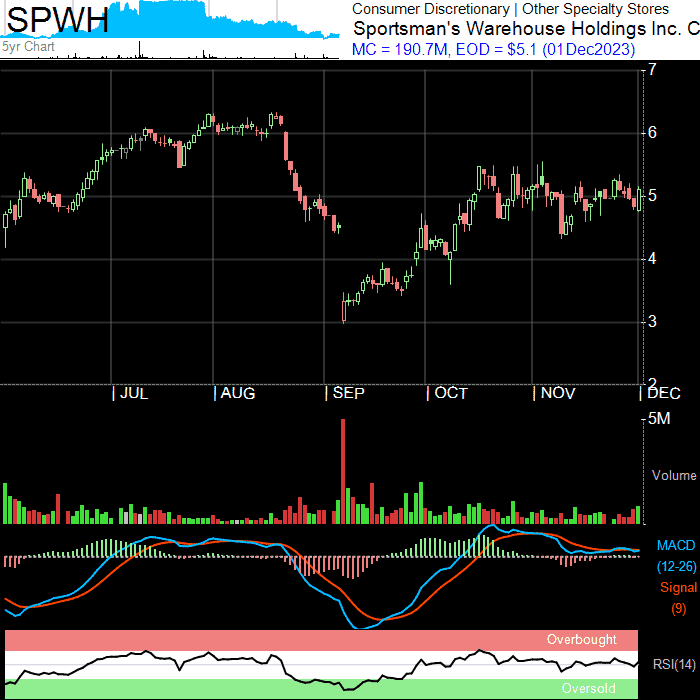 SPWH
5yr Chart
Consumer Discretionary | Other Specialty Stores
Sportsman's Warehouse Holdings Inc. C
MC = 190.7M, EOD = $5.1 (01Dec2023)
7
6
5
4
3
2
JUL
AUG
SEP
OCT
NOV
DEC
5M
Volume
MACD
(12-26)
Signal
(9)
Overbought
RSI(14)
Oversold